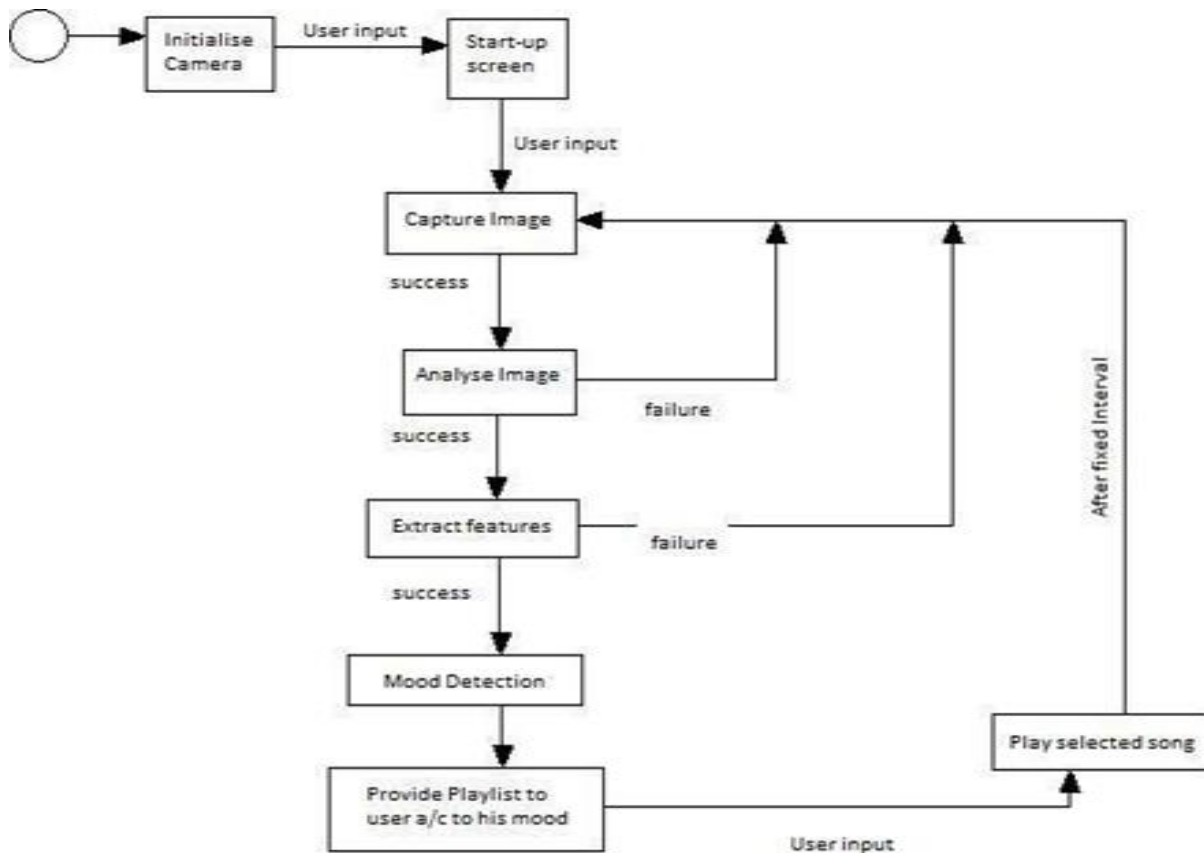 Initialise
Camera
User input
Start-up
screen
User input
Capture Image
success
Analyse Image
failure
success
Extract features
failure
success
Mood Detection
Provide Playlist to
user a/c to his mood
User input
Play selected song
After fixed Interval